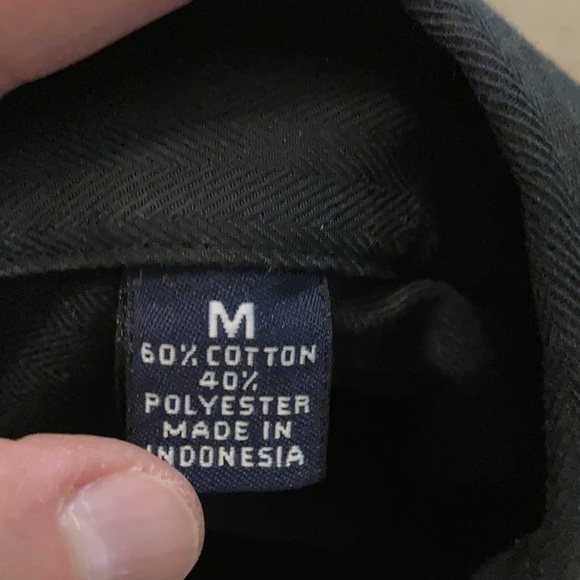 M
60% COTTON
40%
POLYESTER
MADE IN
INDONESIA